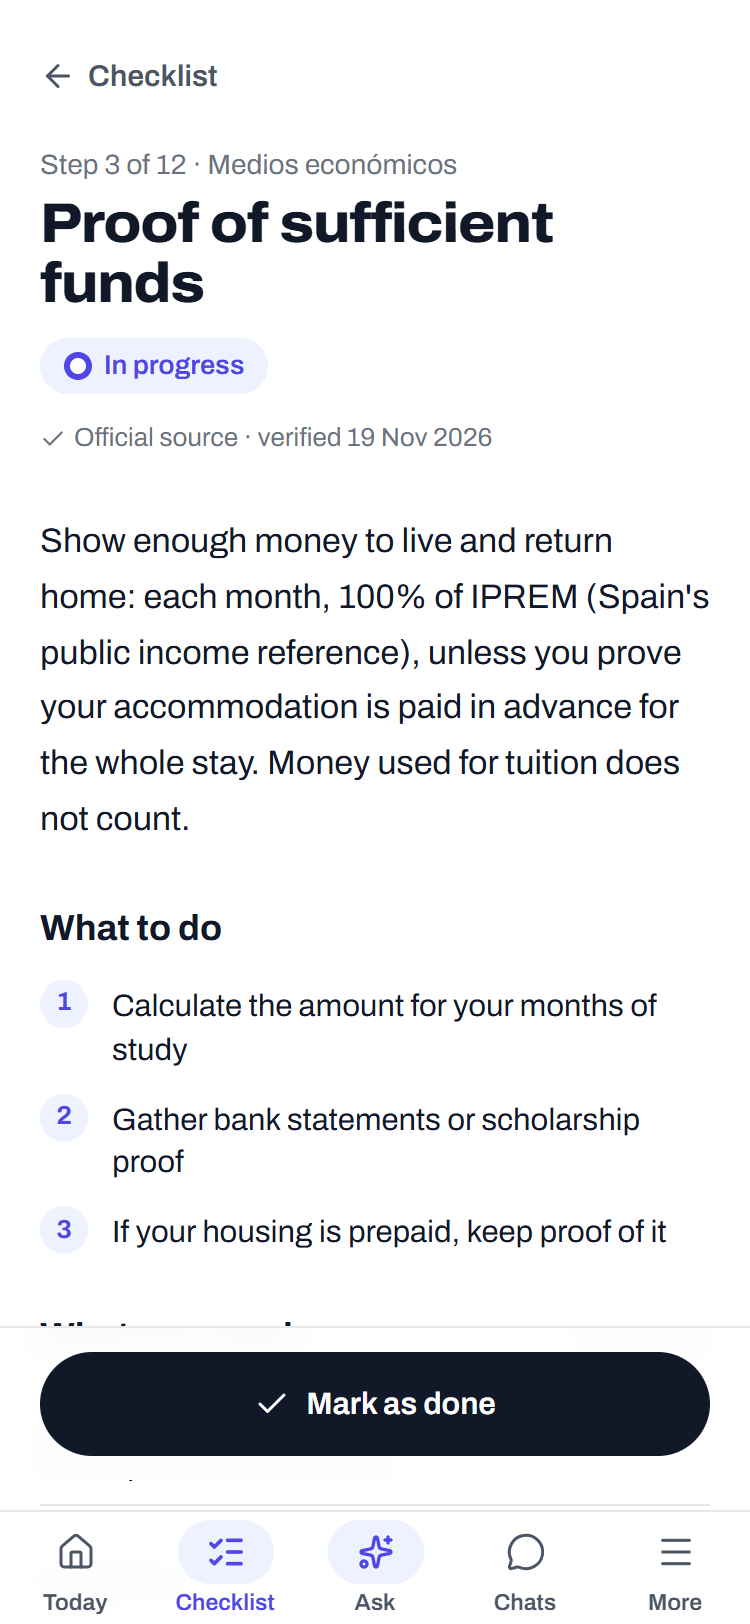 Checklist
Step 3 of 12 · Medios económicos
Proof of sufficient
funds
In progress
Official source · verified 19 Nov 2026
Show enough money to live and return
home: each month, 100% of IPREM (Spain's
public income reference), unless you prove
your accommodation is paid in advance for
the whole stay. Money used for tuition does
not count.
What to do
1 Calculate the amount for your months of
study
2 Gather bank statements or scholarship
proof
3 If your housing is prepaid, keep proof of it
Mark as done
Today
Checklist
Ask
Chats
More